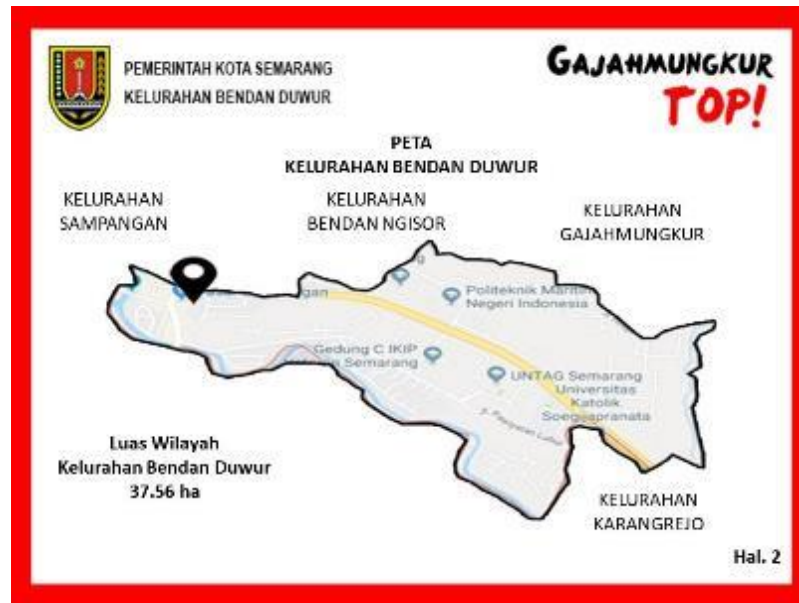 PEMERINTAH KOTA SEMARANG
KELURAHAN BENDAN DUWUR
GAJAHMUNGKUR
TOP!
PETA
KELURAHAN BENDAN DUWUR
KELURAHAN
SAMPANGAN
KELURAHAN
BENDAN NGISOR
KELURAHAN
GAJAHMUNGKUR
Politeknik Maritim
Negeri Indonesia
Gedung C IKIP
Semarang
UNTAG Semarang
Universitas
Katolik
Soegijapranata
Luas Wilayah
Kelurahan Bendan Duwur
37.56 ha
KELURAHAN
KARANGREJO
Hal. 2